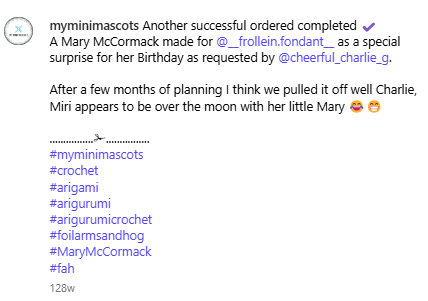 myminimascots Another successful ordered completed ✔
A Mary McCormack made for @__frollein.fondant__ as a special
surprise for her Birthday as requested by @cheerful_charlie_g.
After a few months of planning I think we pulled it off well Charlie,
Miri appears to be over the moon with her little Mary 😂😁
................✂................
#myminimascots
#crochet
#arigami
#arigurumi
#arigurumicrochet
#foilarmsandhog
#MaryMcCormack
#fah
128w